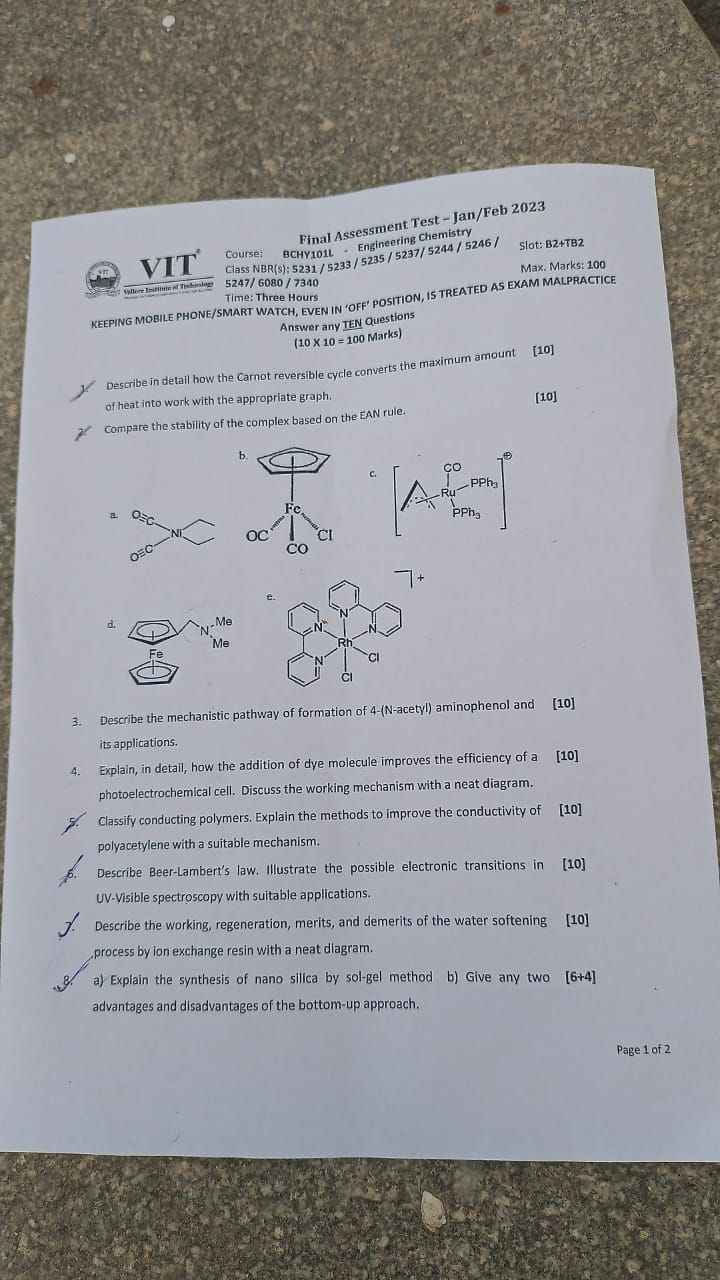 Final Assessment Test – Jan/Feb 2023
VIT
Vellore Institute of Technology
Course: BCHY101L - Engineering Chemistry
Class NBR(s): 5231 / 5233 / 5235 / 5237/ 5244 / 5246 /
5247/ 6080 / 7340
Slot: B2+TB2
Time: Three Hours
Max. Marks: 100
KEEPING MOBILE PHONE/SMART WATCH, EVEN IN 'OFF' POSITION, IS TREATED AS EXAM MALPRACTICE
Answer any TEN Questions
(10 X 10 = 100 Marks)
1. Describe in detail how the Carnot reversible cycle converts the maximum amount [10]
of heat into work with the appropriate graph.
2. Compare the stability of the complex based on the EAN rule. [10]
a. O≡C O≡C Ni
b. Fe OC CO Cl
c. CO Ru PPh3 PPh3 ⊕
d. Fe N Me Me
e. N N N N Rh Cl Cl +
3. Describe the mechanistic pathway of formation of 4-(N-acetyl) aminophenol and [10]
its applications.
4. Explain, in detail, how the addition of dye molecule improves the efficiency of a [10]
photoelectrochemical cell. Discuss the working mechanism with a neat diagram.
5. Classify conducting polymers. Explain the methods to improve the conductivity of [10]
polyacetylene with a suitable mechanism.
6. Describe Beer-Lambert's law. Illustrate the possible electronic transitions in [10]
UV-Visible spectroscopy with suitable applications.
7. Describe the working, regeneration, merits, and demerits of the water softening [10]
process by ion exchange resin with a neat diagram.
8. a) Explain the synthesis of nano silica by sol-gel method b) Give any two [6+4]
advantages and disadvantages of the bottom-up approach.
Page 1 of 2